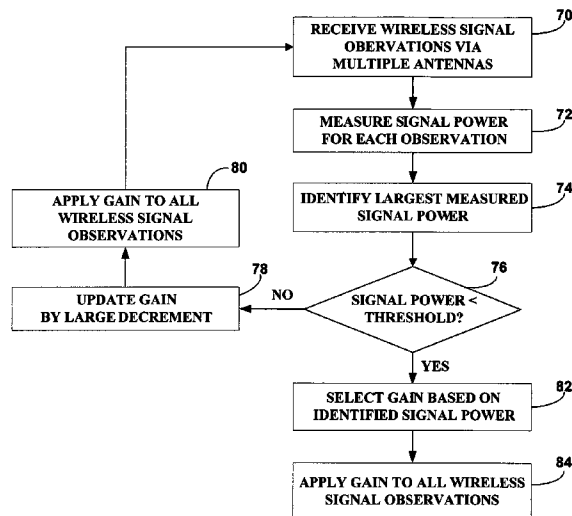 70
RECEIVE WIRELESS SIGNAL
OBERVATIONS VIA
MULTIPLE ANTENNAS
72
MEASURE SIGNAL POWER
FOR EACH OBSERVATION
80
APPLY GAIN TO ALL
WIRELESS SIGNAL
OBSERVATIONS
74
IDENTIFY LARGEST MEASURED
SIGNAL POWER
76
SIGNAL POWER <
THRESHOLD?
78
NO
UPDATE GAIN
BY LARGE DECREMENT
YES
82
SELECT GAIN BASED ON
IDENTIFIED SIGNAL POWER
84
APPLY GAIN TO ALL WIRELESS
SIGNAL OBSERVATIONS